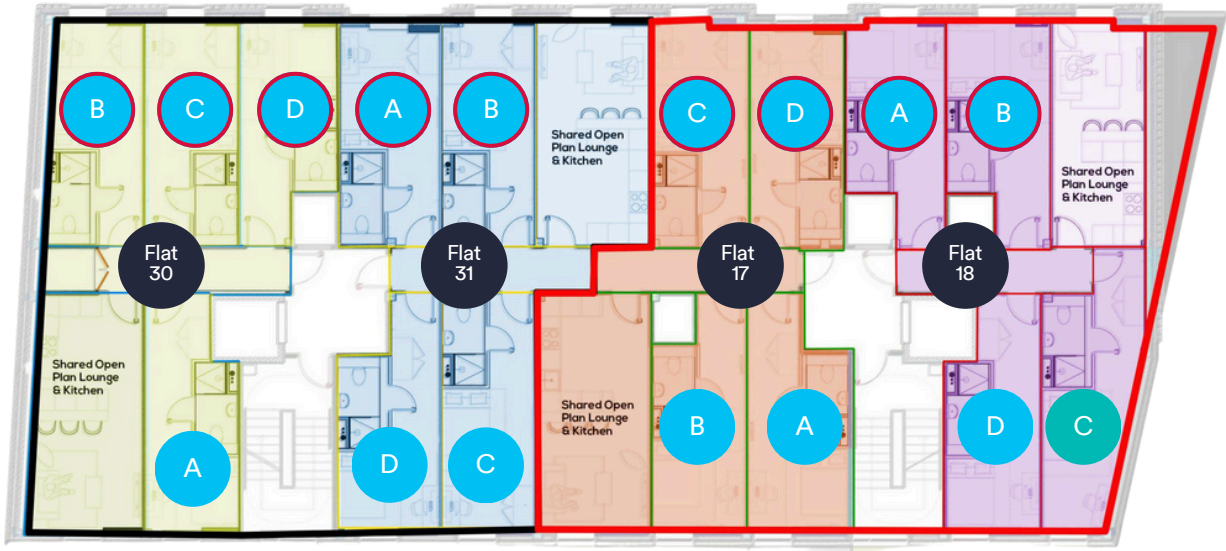 B
C
D
A
B
C
D
A
B
Shared Open
Plan Lounge
& Kitchen
Shared Open
Plan Lounge
& Kitchen
Flat
30
Flat
31
Flat
17
Flat
18
Shared Open
Plan Lounge
& Kitchen
Shared Open
Plan Lounge
& Kitchen
A
D
C
B
A
D
C